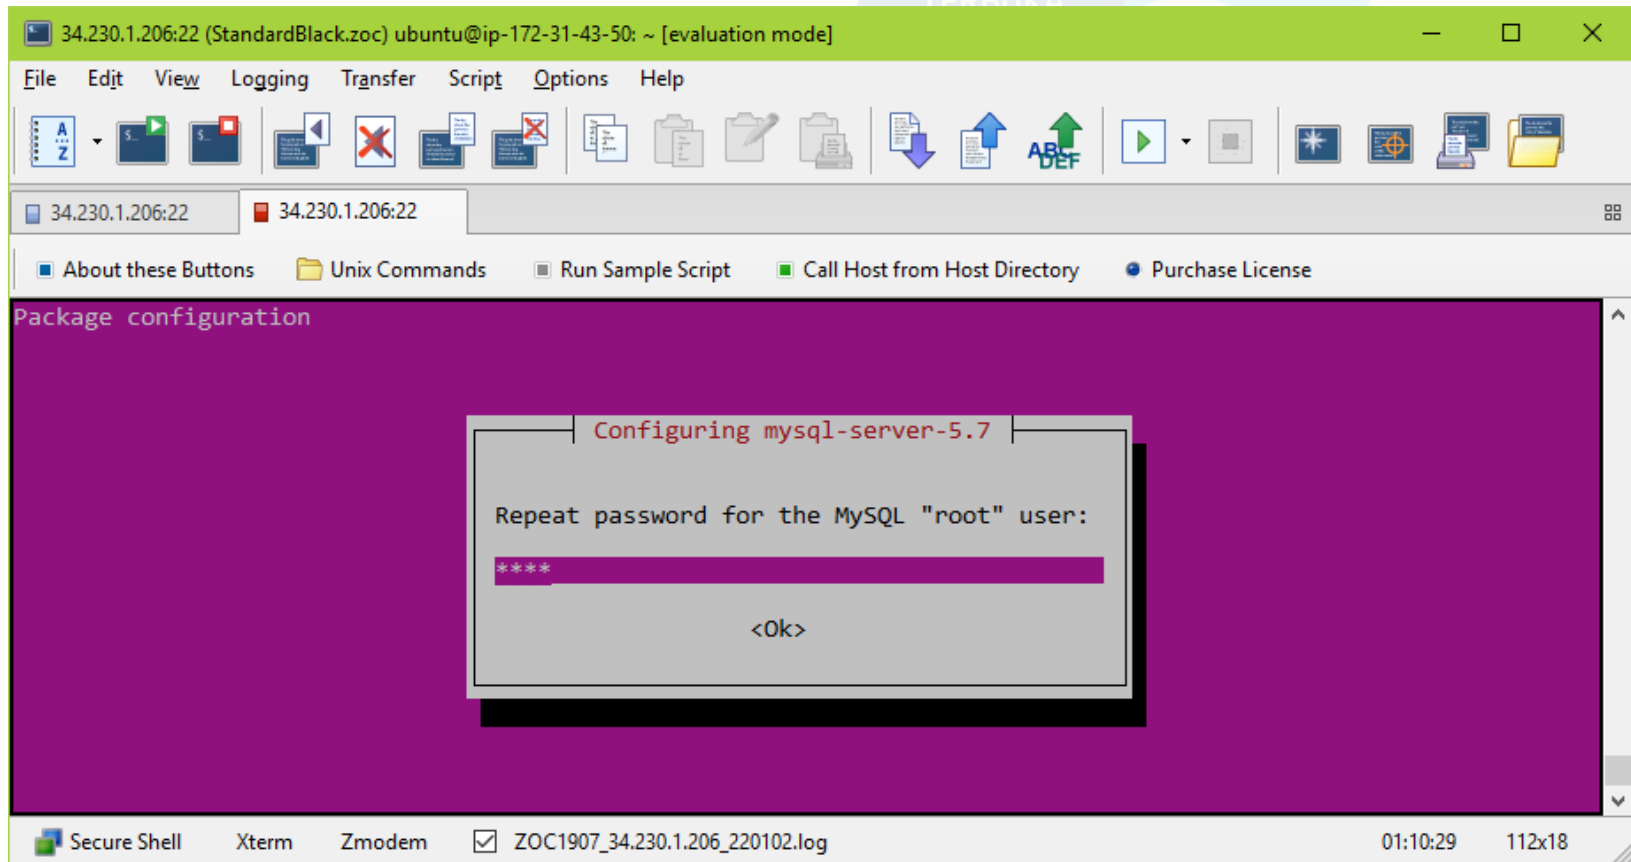 34.230.1.206:22 (StandardBlack.zoc) ubuntu@ip-172-31-43-50: ~ [evaluation mode]
File Edit View Logging Transfer Script Options Help
34.230.1.206:22 34.230.1.206:22
About these Buttons Unix Commands Run Sample Script Call Host from Host Directory Purchase License
Package configuration
Configuring mysql-server-5.7
Repeat password for the MySQL "root" user:
****
<Ok>
Secure Shell Xterm Zmodem ZOC1907_34.230.1.206_220102.log 01:10:29 112x18